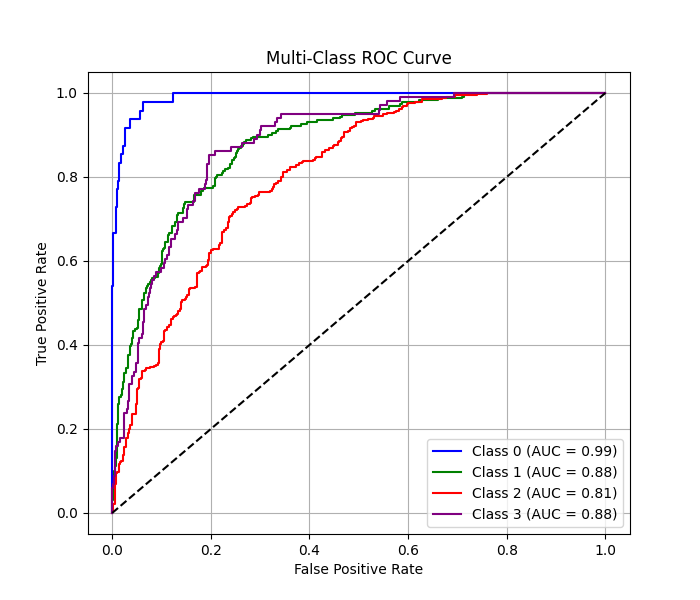 Multi-Class ROC Curve
True Positive Rate
1.0
0.8
0.6
0.4
0.2
0.0
Class 0 (AUC = 0.99)
Class 1 (AUC = 0.88)
Class 2 (AUC = 0.81)
Class 3 (AUC = 0.88)
0.0 0.2 0.4 0.6 0.8 1.0
False Positive Rate